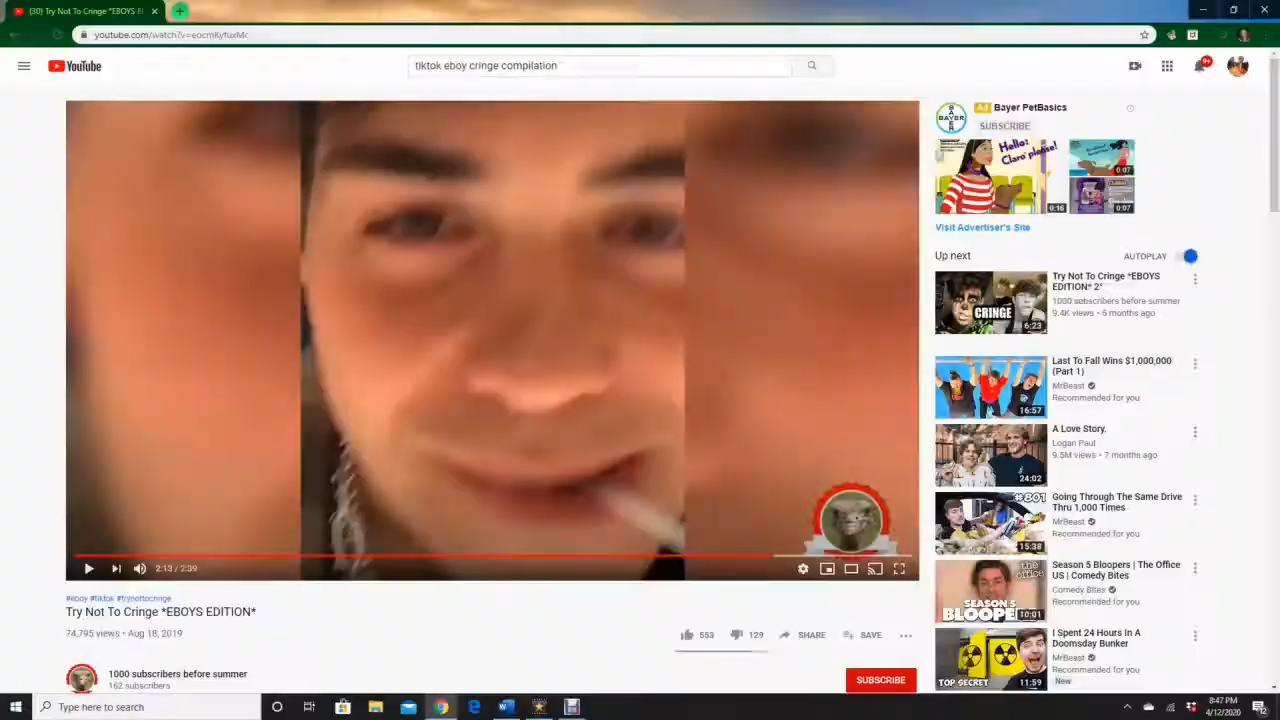 (30) Try Not To Cringe *EBOYS E
youtube.com/watch?v=eocmKyfuxMc
YouTube
tiktok eboy cringe compilation
9+
BAYER
Ad Bayer PetBasics
SUBSCRIBE
Hello?
Claro please!
0:16
0:07
0:07
Visit Advertiser's Site
Up next
AUTOPLAY
Try Not To Cringe *EBOYS
EDITION* 2*
1000 subscribers before summer
9.4K views • 6 months ago
CRINGE
6:23
Last To Fall Wins $1,000,000
(Part 1)
MrBeast
Recommended for you
16:57
A Love Story.
Logan Paul
9.5M views • 7 months ago
24:02
Going Through The Same Drive
Thru 1,000 Times
MrBeast
Recommended for you
#801
15:38
Season 5 Bloopers | The Office
US | Comedy Bites
Comedy Bites
Recommended for you
the office
SEASON 5
BLOOPE
10:01
I Spent 24 Hours In A
Doomsday Bunker
MrBeast
Recommended for you
New
TOP SECRET
11:59
2:13 / 2:39
#eboy #tiktok #trynottocringe
Try Not To Cringe *EBOYS EDITION*
74,795 views • Aug 18, 2019
553
129
SHARE
SAVE
1000 subscribers before summer
162 subscribers
SUBSCRIBE
Type here to search
8:47 PM
4/12/2020
12